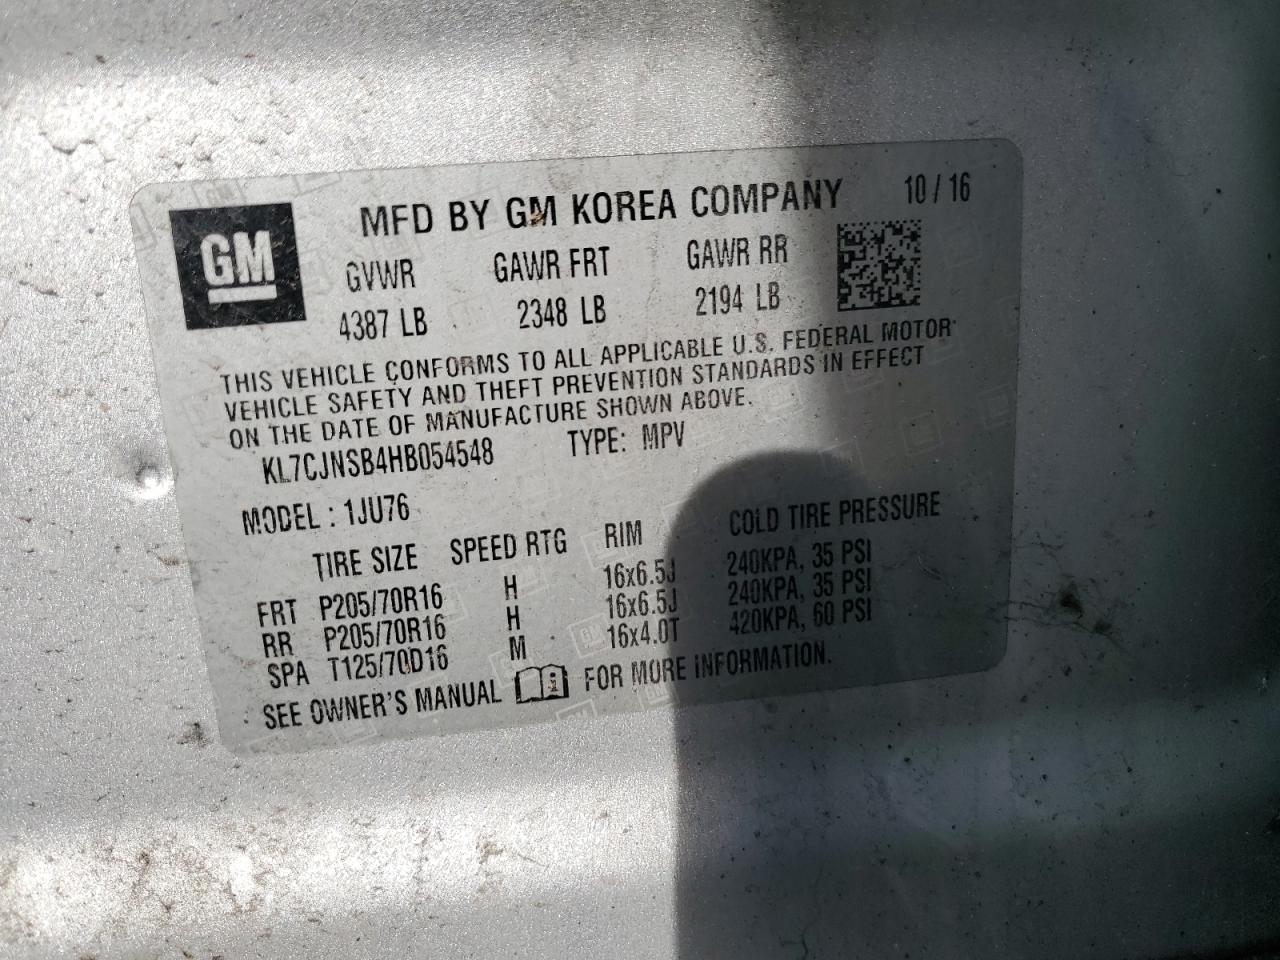 GM
MFD BY GM KOREA COMPANY 10 / 16
GVWR GAWR FRT GAWR RR
4387 LB 2348 LB 2194 LB
THIS VEHICLE CONFORMS TO ALL APPLICABLE U.S. FEDERAL MOTOR
VEHICLE SAFETY AND THEFT PREVENTION STANDARDS IN EFFECT
ON THE DATE OF MANUFACTURE SHOWN ABOVE.
KL7CJNSB4HB054548 TYPE: MPV
MODEL : 1JU76
TIRE SIZE SPEED RTG RIM COLD TIRE PRESSURE
FRT P205/70R16 H 16x6.5J 240KPA, 35 PSI
RR P205/70R16 H 16x6.5J 240KPA, 35 PSI
SPA T125/70D16 M 16x4.0T 420KPA, 60 PSI
SEE OWNER'S MANUAL FOR MORE INFORMATION.